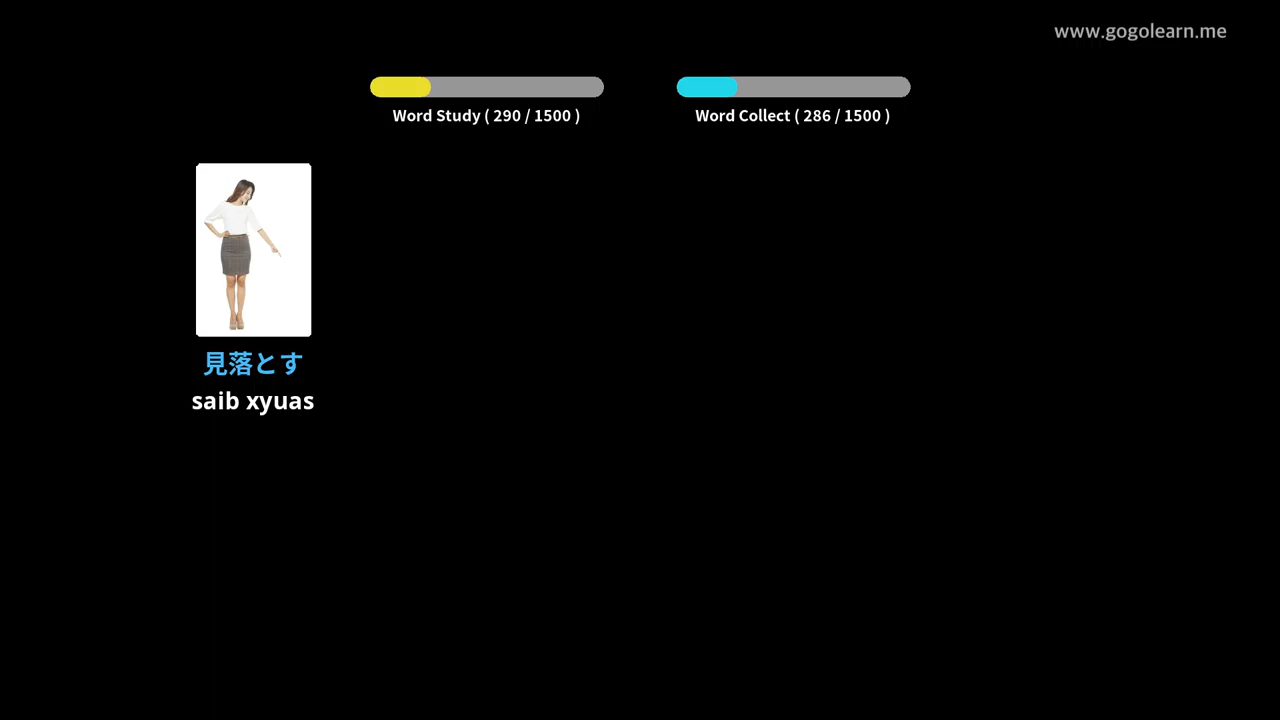 www.gogolearn.me
Word Study ( 290 / 1500 )
Word Collect ( 286 / 1500 )
見落とす
saib xyuas